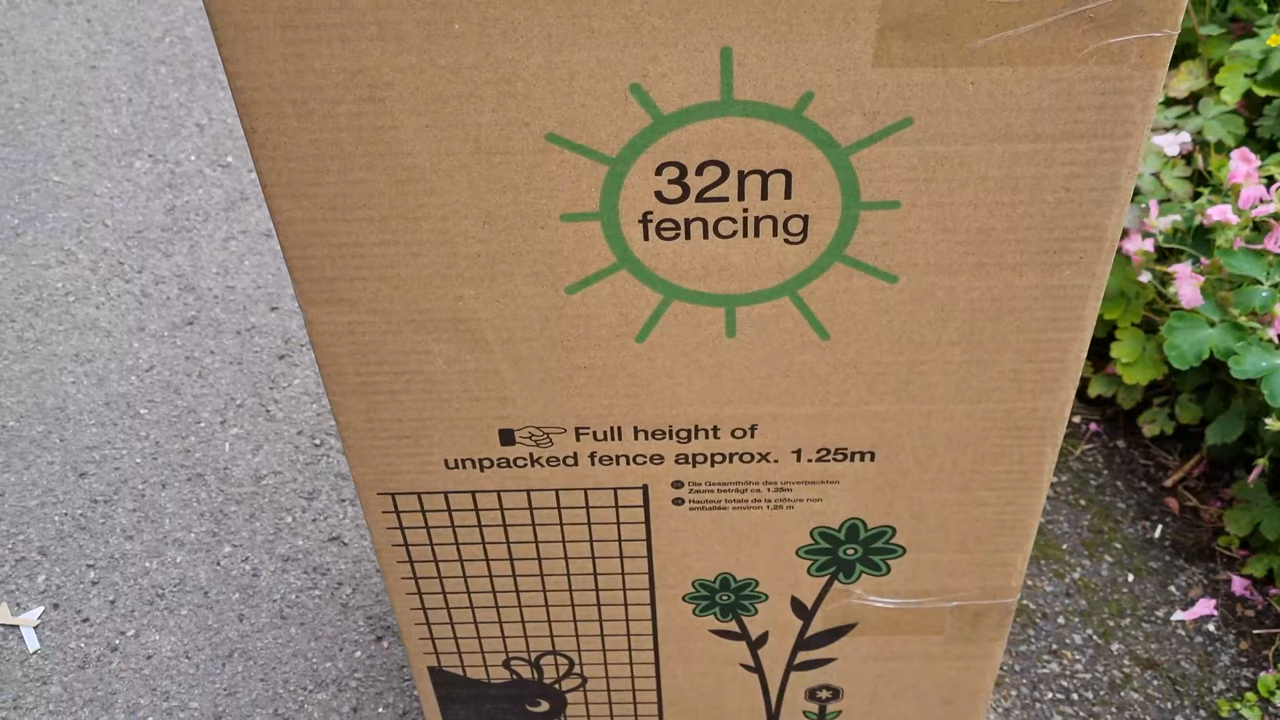 32m
fencing
Full height of
unpacked fence approx. 1.25m
Die Gesamthöhe des unverpackten
Zauns beträgt ca. 1.25m
Hauteur totale de la clôture non
emballée: environ 1,25 m